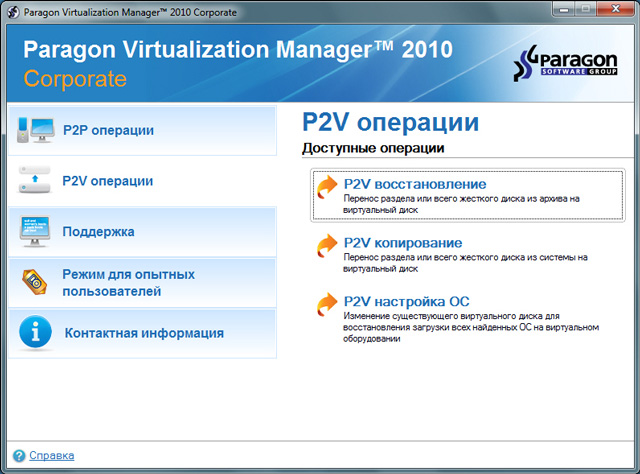 Paragon Virtualization Manager™ 2010 Corporate
Paragon Virtualization Manager™ 2010
Corporate
Paragon
SOFTWARE GROUP
P2P операции
P2V операции
Поддержка
Режим для опытных
пользователей
Контактная информация
P2V операции
Доступные операции
P2V восстановление
Перенос раздела или всего жесткого диска из архива на
виртуальный диск
P2V копирование
Перенос раздела или всего жесткого диска из системы на
виртуальный диск
P2V настройка ОС
Изменение существующего виртуального диска для
восстановления загрузки всех найденных ОС на виртуальном
оборудовании
Справка